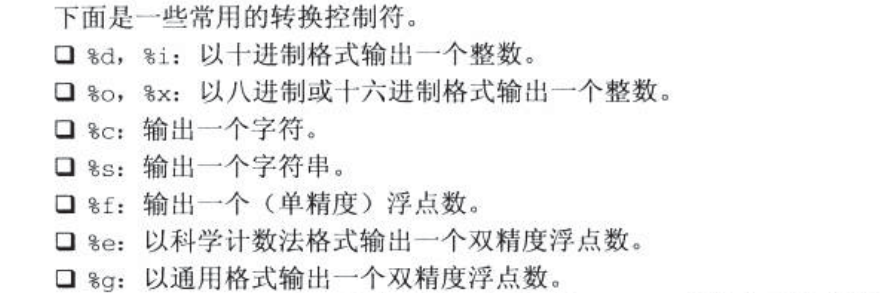 下面是一些常用的转换控制符。
❑ %d, %i: 以十进制格式输出一个整数。
❑ %o, %x: 以八进制或十六进制格式输出一个整数。
❑ %c: 输出一个字符。
❑ %s: 输出一个字符串。
❑ %f: 输出一个（单精度）浮点数。
❑ %e: 以科学计数法格式输出一个双精度浮点数。
❑ %g: 以通用格式输出一个双精度浮点数。